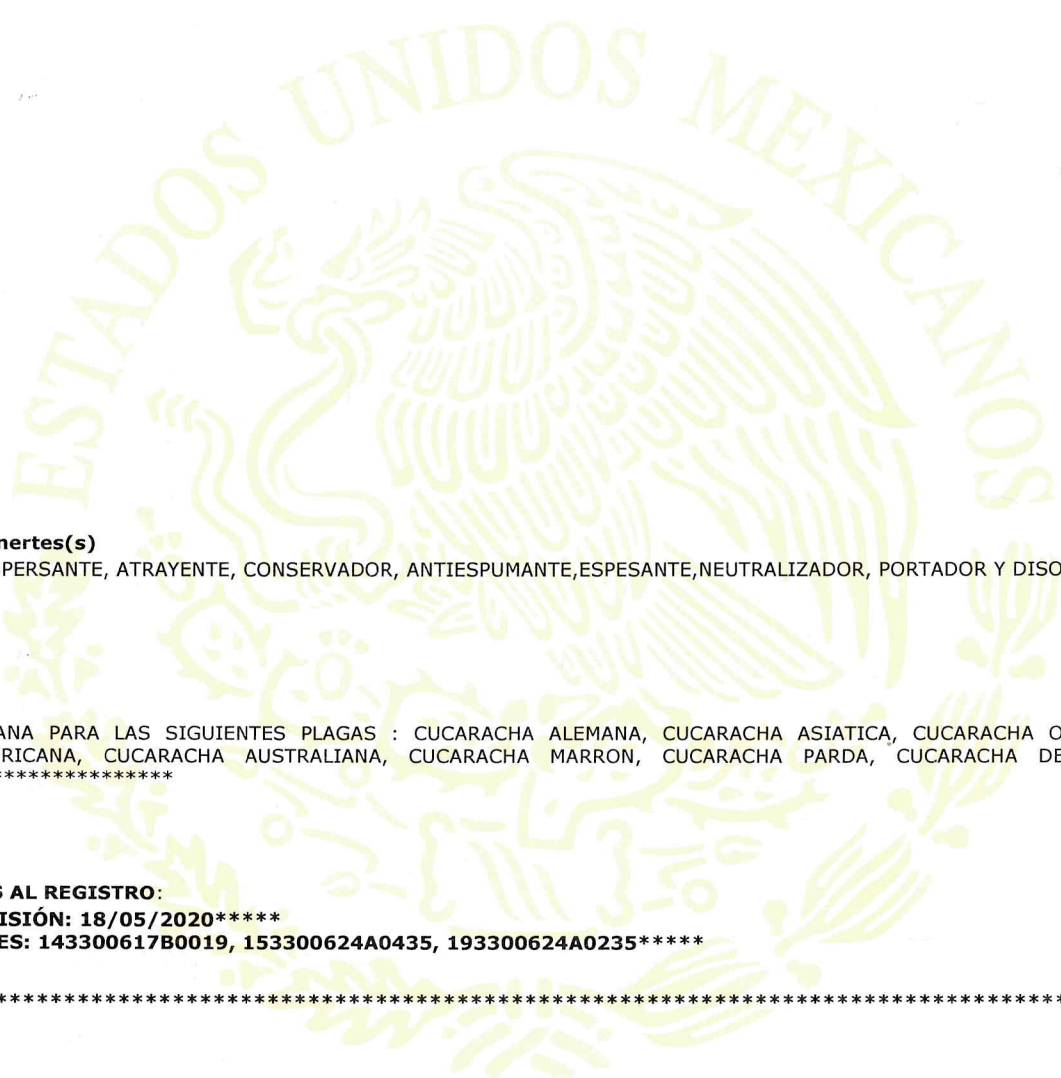 ESTADOS UNIDOS MEXICANOS
nertes(s)
PERSANTE, ATRAYENTE, CONSERVADOR, ANTIESPUMANTE,ESPESANTE,NEUTRALIZADOR, PORTADOR Y DISO
ANA PARA LAS SIGUIENTES PLAGAS : CUCARACHA ALEMANA, CUCARACHA ASIATICA, CUCARACHA O
RICANA, CUCARACHA AUSTRALIANA, CUCARACHA MARRON, CUCARACHA PARDA, CUCARACHA DE
***************
S AL REGISTRO:
ISIÓN: 18/05/2020*****
ES: 143300617B0019, 153300624A0435, 193300624A0235*****
********************************************************************************